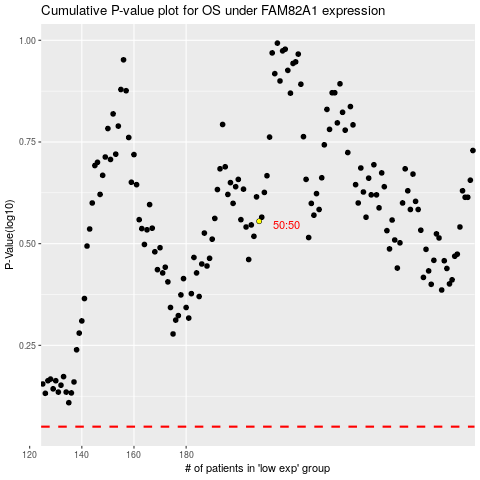 Cumulative P-value plot for OS under FAM82A1 expression
1.00
0.75
0.50
0.25
P-Value(log10)
50:50
120 140 160 180
# of patients in 'low exp' group